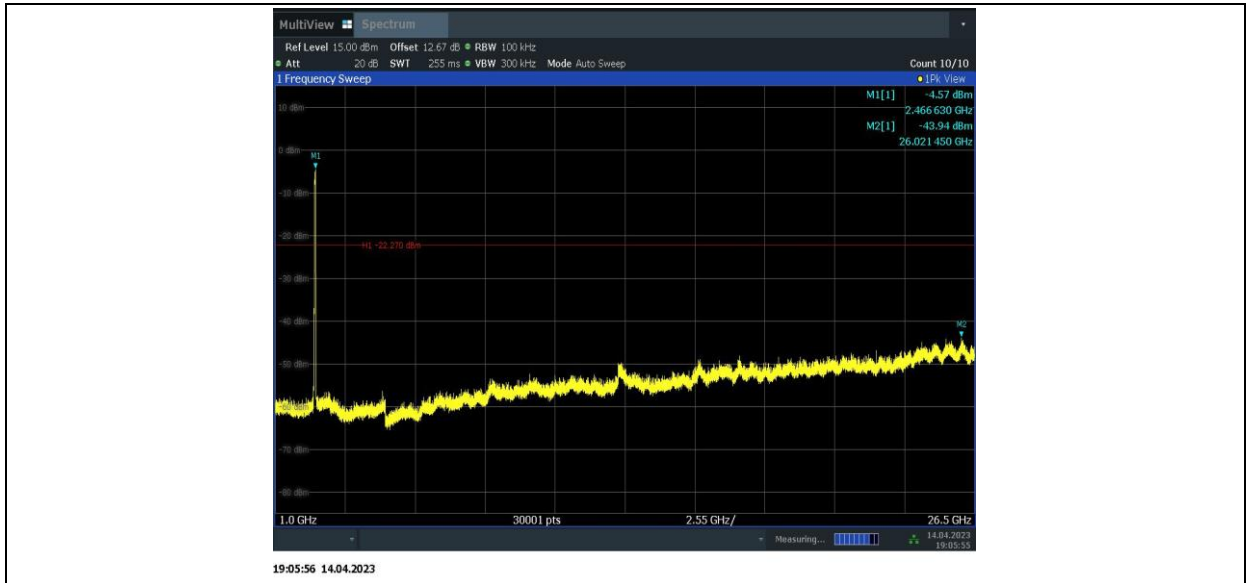 MultiView Spectrum
Ref Level 15.00 dBm Offset 12.67 dB RBW 100 kHz
Att 20 dB SWT 255 ms VBW 300 kHz Mode Auto Sweep Count 10/10
1 Frequency Sweep 1Pk View
M1[1] -4.57 dBm
2.466 630 GHz
M2[1] -43.94 dBm
26.021 450 GHz
10 dBm
0 dBm
M1
-10 dBm
-20 dBm
H1 -22.270 dBm
-30 dBm
-40 dBm
M2
-50 dBm
-60 dBm
-70 dBm
-80 dBm
1.0 GHz 30001 pts 2.55 GHz/ 26.5 GHz
Measuring... 14.04.2023
19:05:55
19:05:56 14.04.2023